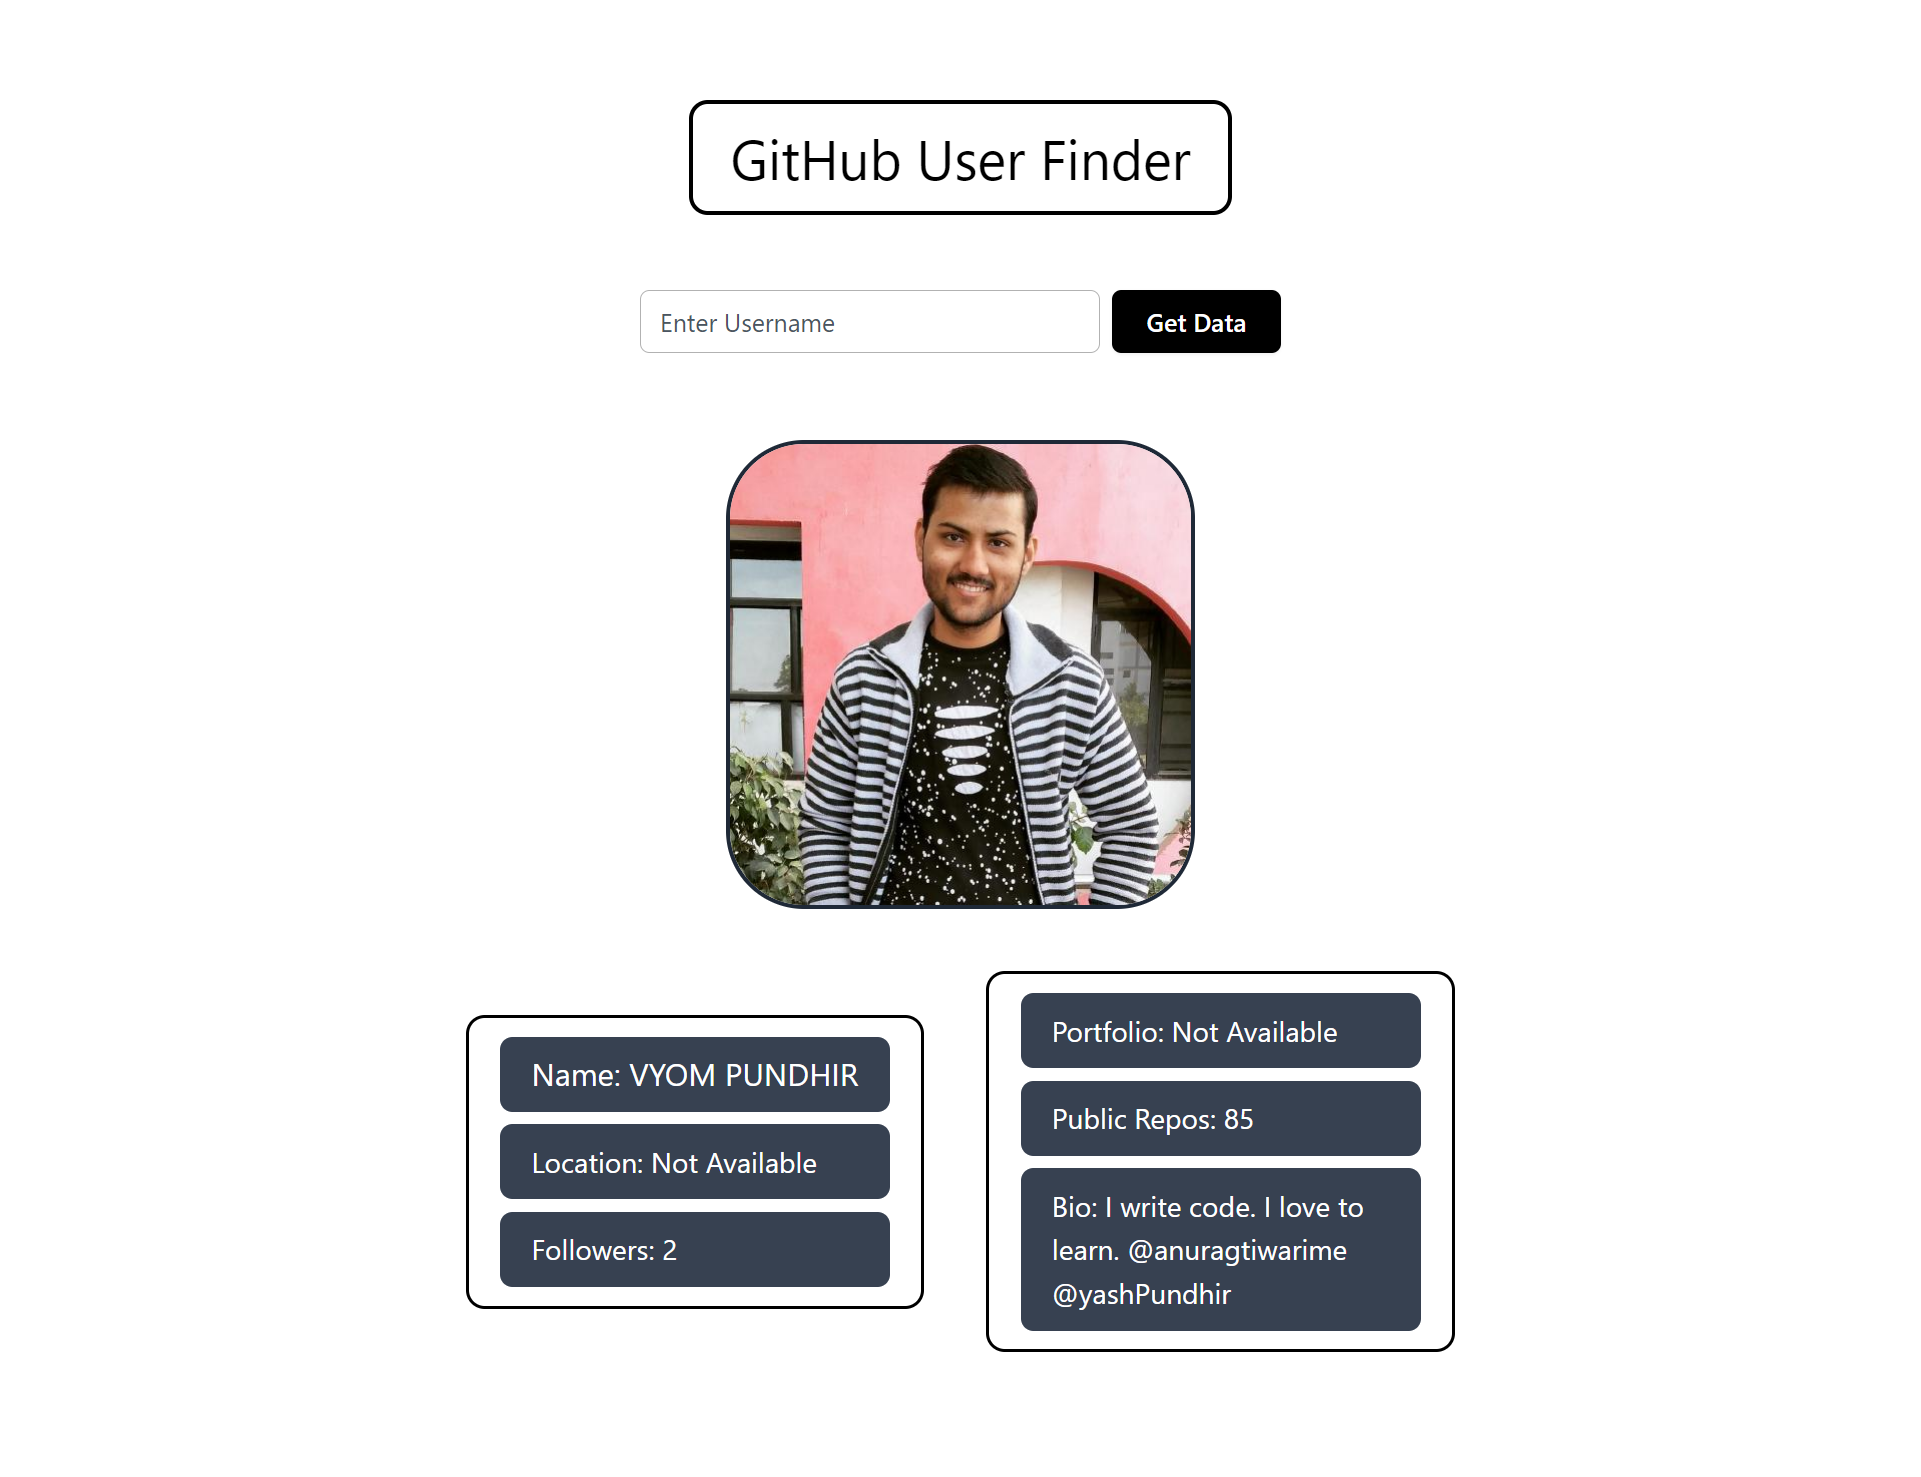 GitHub User Finder
Enter Username
Get Data
Name: VYOM PUNDHIR
Location: Not Available
Followers: 2
Portfolio: Not Available
Public Repos: 85
Bio: I write code. I love to
learn. @anuragtiwarime
@yashPundhir